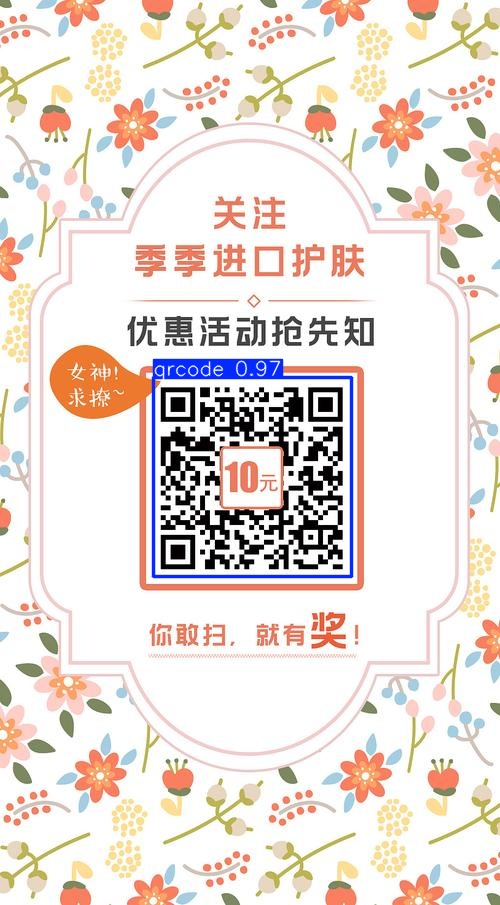 关注
季季进口护肤
优惠活动抢先知
女神!
求撩~
qrcode 0.97
10元
你敢扫，就有奖!